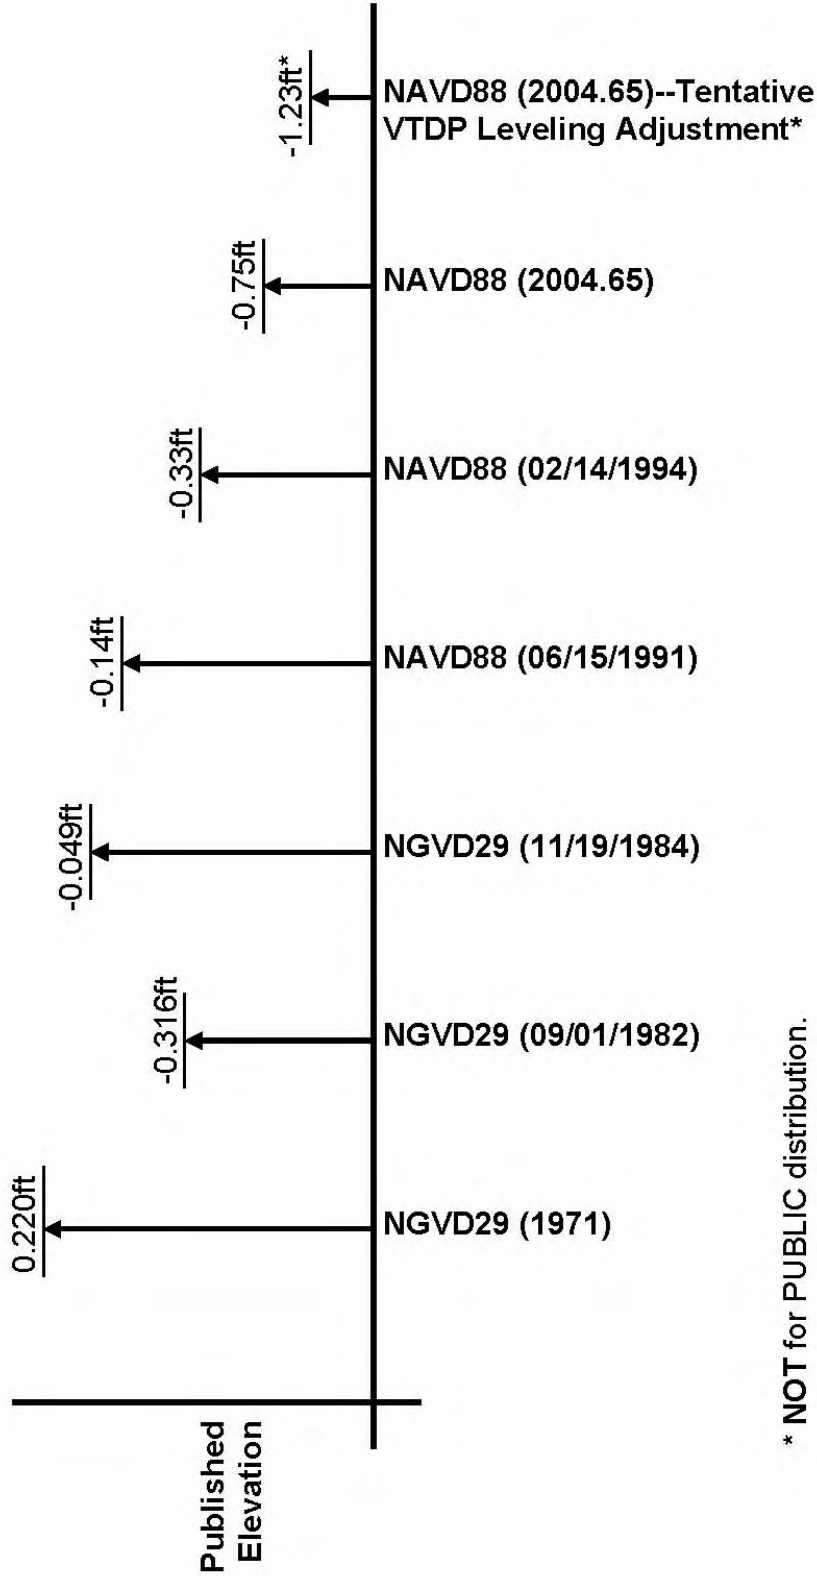 Published
Elevation
0.220ft
NGVD29 (1971)
-0.316ft
NGVD29 (09/01/1982)
-0.049ft
NGVD29 (11/19/1984)
-0.14ft
NAVD88 (06/15/1991)
-0.33ft
NAVD88 (02/14/1994)
-0.75ft
NAVD88 (2004.65)
-1.23ft*
NAVD88 (2004.65)--Tentative
VTDP Leveling Adjustment*
* NOT for PUBLIC distribution.